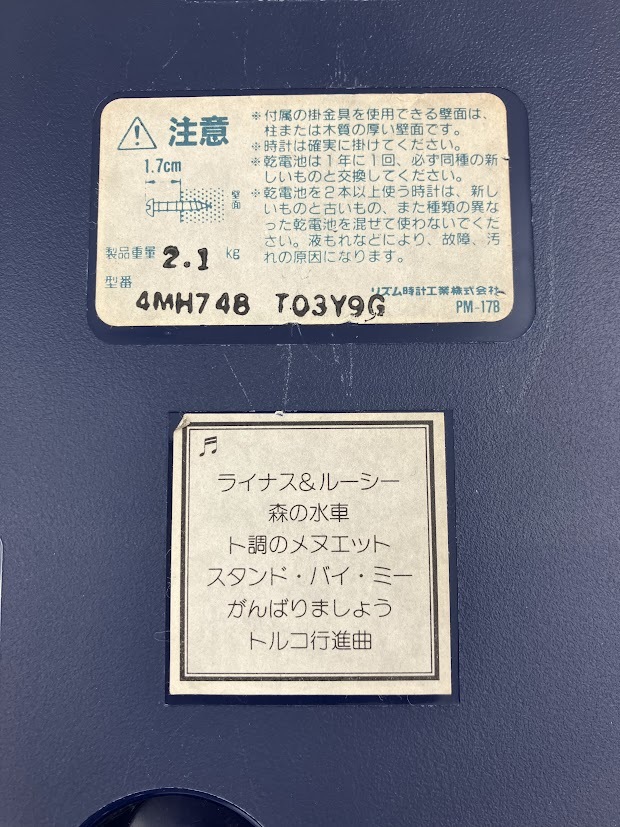 注意
1.7cm
壁面
製品重量 2.1 kg
型番
4MH748 T03Y9G
※付属の掛金具を使用できる壁面は、
柱または木質の厚い壁面です。
※時計は確実に掛けてください。
※乾電池は1年に1回、必ず同種の新
しいものと交換してください。
※乾電池を2本以上使う時計は、新し
いものと古いもの、また種類の異な
った乾電池を混ぜて使わないでくだ
さい。液もれなどにより、故障、汚
れの原因になります。
リズム時計工業株式会社
PM-178
ライナス&ルーシー
森の水車
ト調のメヌエット
スタンド・バイ・ミー
がんばりましょう
トルコ行進曲